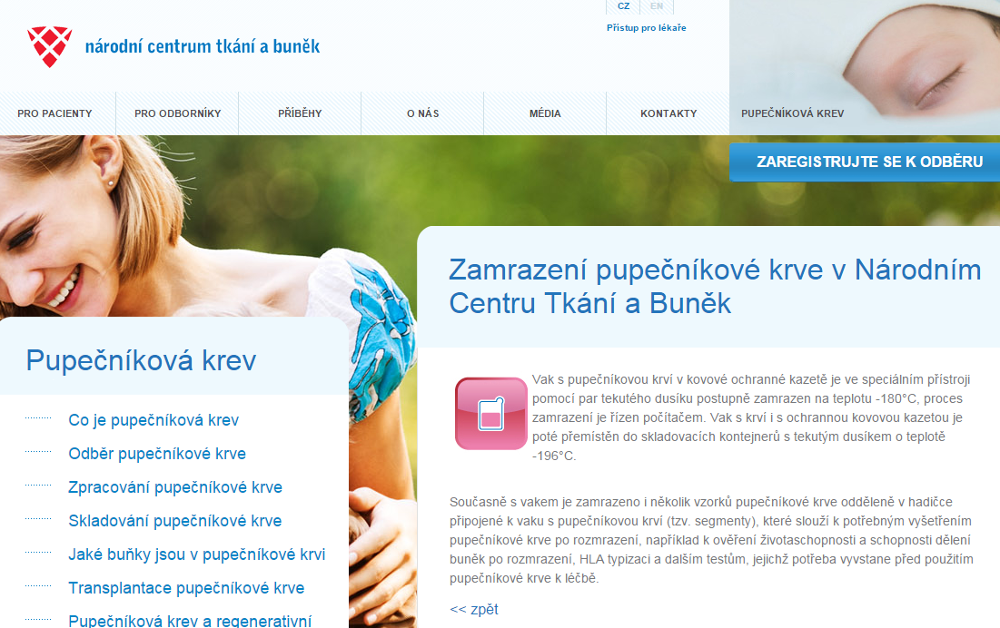 CZ EN
Přístup pro lékaře
národní centrum tkání a buněk
PRO PACIENTY
PRO ODBORNÍKY
PŘÍBĚHY
O NÁS
MÉDIA
KONTAKTY
PUPEČNÍKOVÁ KREV
ZAREGISTRUJTE SE K ODBĚRU
Pupečníková krev
Co je pupečníková krev
Odběr pupečníkové krve
Zpracování pupečníkové krve
Skladování pupečníkové krve
Jaké buňky jsou v pupečníkové krvi
Transplantace pupečníkové krve
Pupečníková krev a regenerativní
Zamrazení pupečníkové krve v Národním
Centru Tkání a Buněk
Vak s pupečníkovou krví v kovové ochranné kazetě je ve speciálním přístroji
pomocí par tekutého dusíku postupně zamrazen na teplotu -180°C, proces
zamrazení je řízen počítačem. Vak s krví i s ochrannou kovovou kazetou je
poté přemístěn do skladovacích kontejnerů s tekutým dusíkem o teplotě
-196°C.
Současně s vakem je zamrazeno i několik vzorků pupečníkové krve odděleně v hadičce
připojené k vaku s pupečníkovou krví (tzv. segmenty), které slouží k potřebným vyšetřením
pupečníkové krve po rozmrazení, například k ověření životaschopnosti a schopnosti dělení
buněk po rozmrazení, HLA typizaci a dalším testům, jejichž potřeba vyvstane před použitím
pupečníkové krve k léčbě.
<< zpět